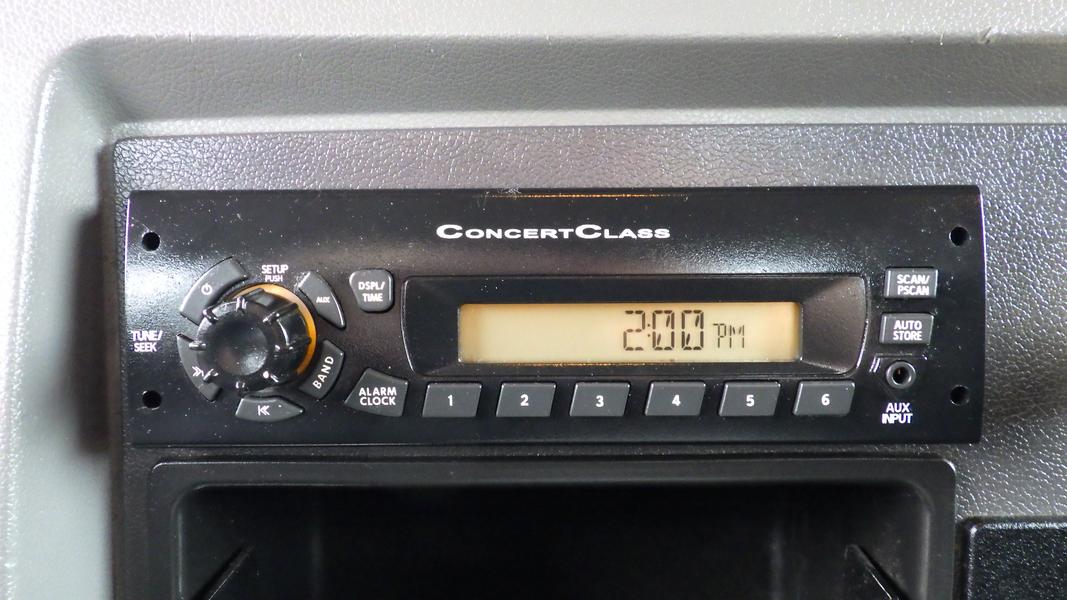 CONCERTCLASS
SETUP
PUSH
AUX
DSPL/
TIME
SCAN/
PSCAN
TUNE/
SEEK
2:00 PM
AUTO
STORE
BAND
ALARM
CLOCK
1
2
3
4
5
6
AUX
INPUT